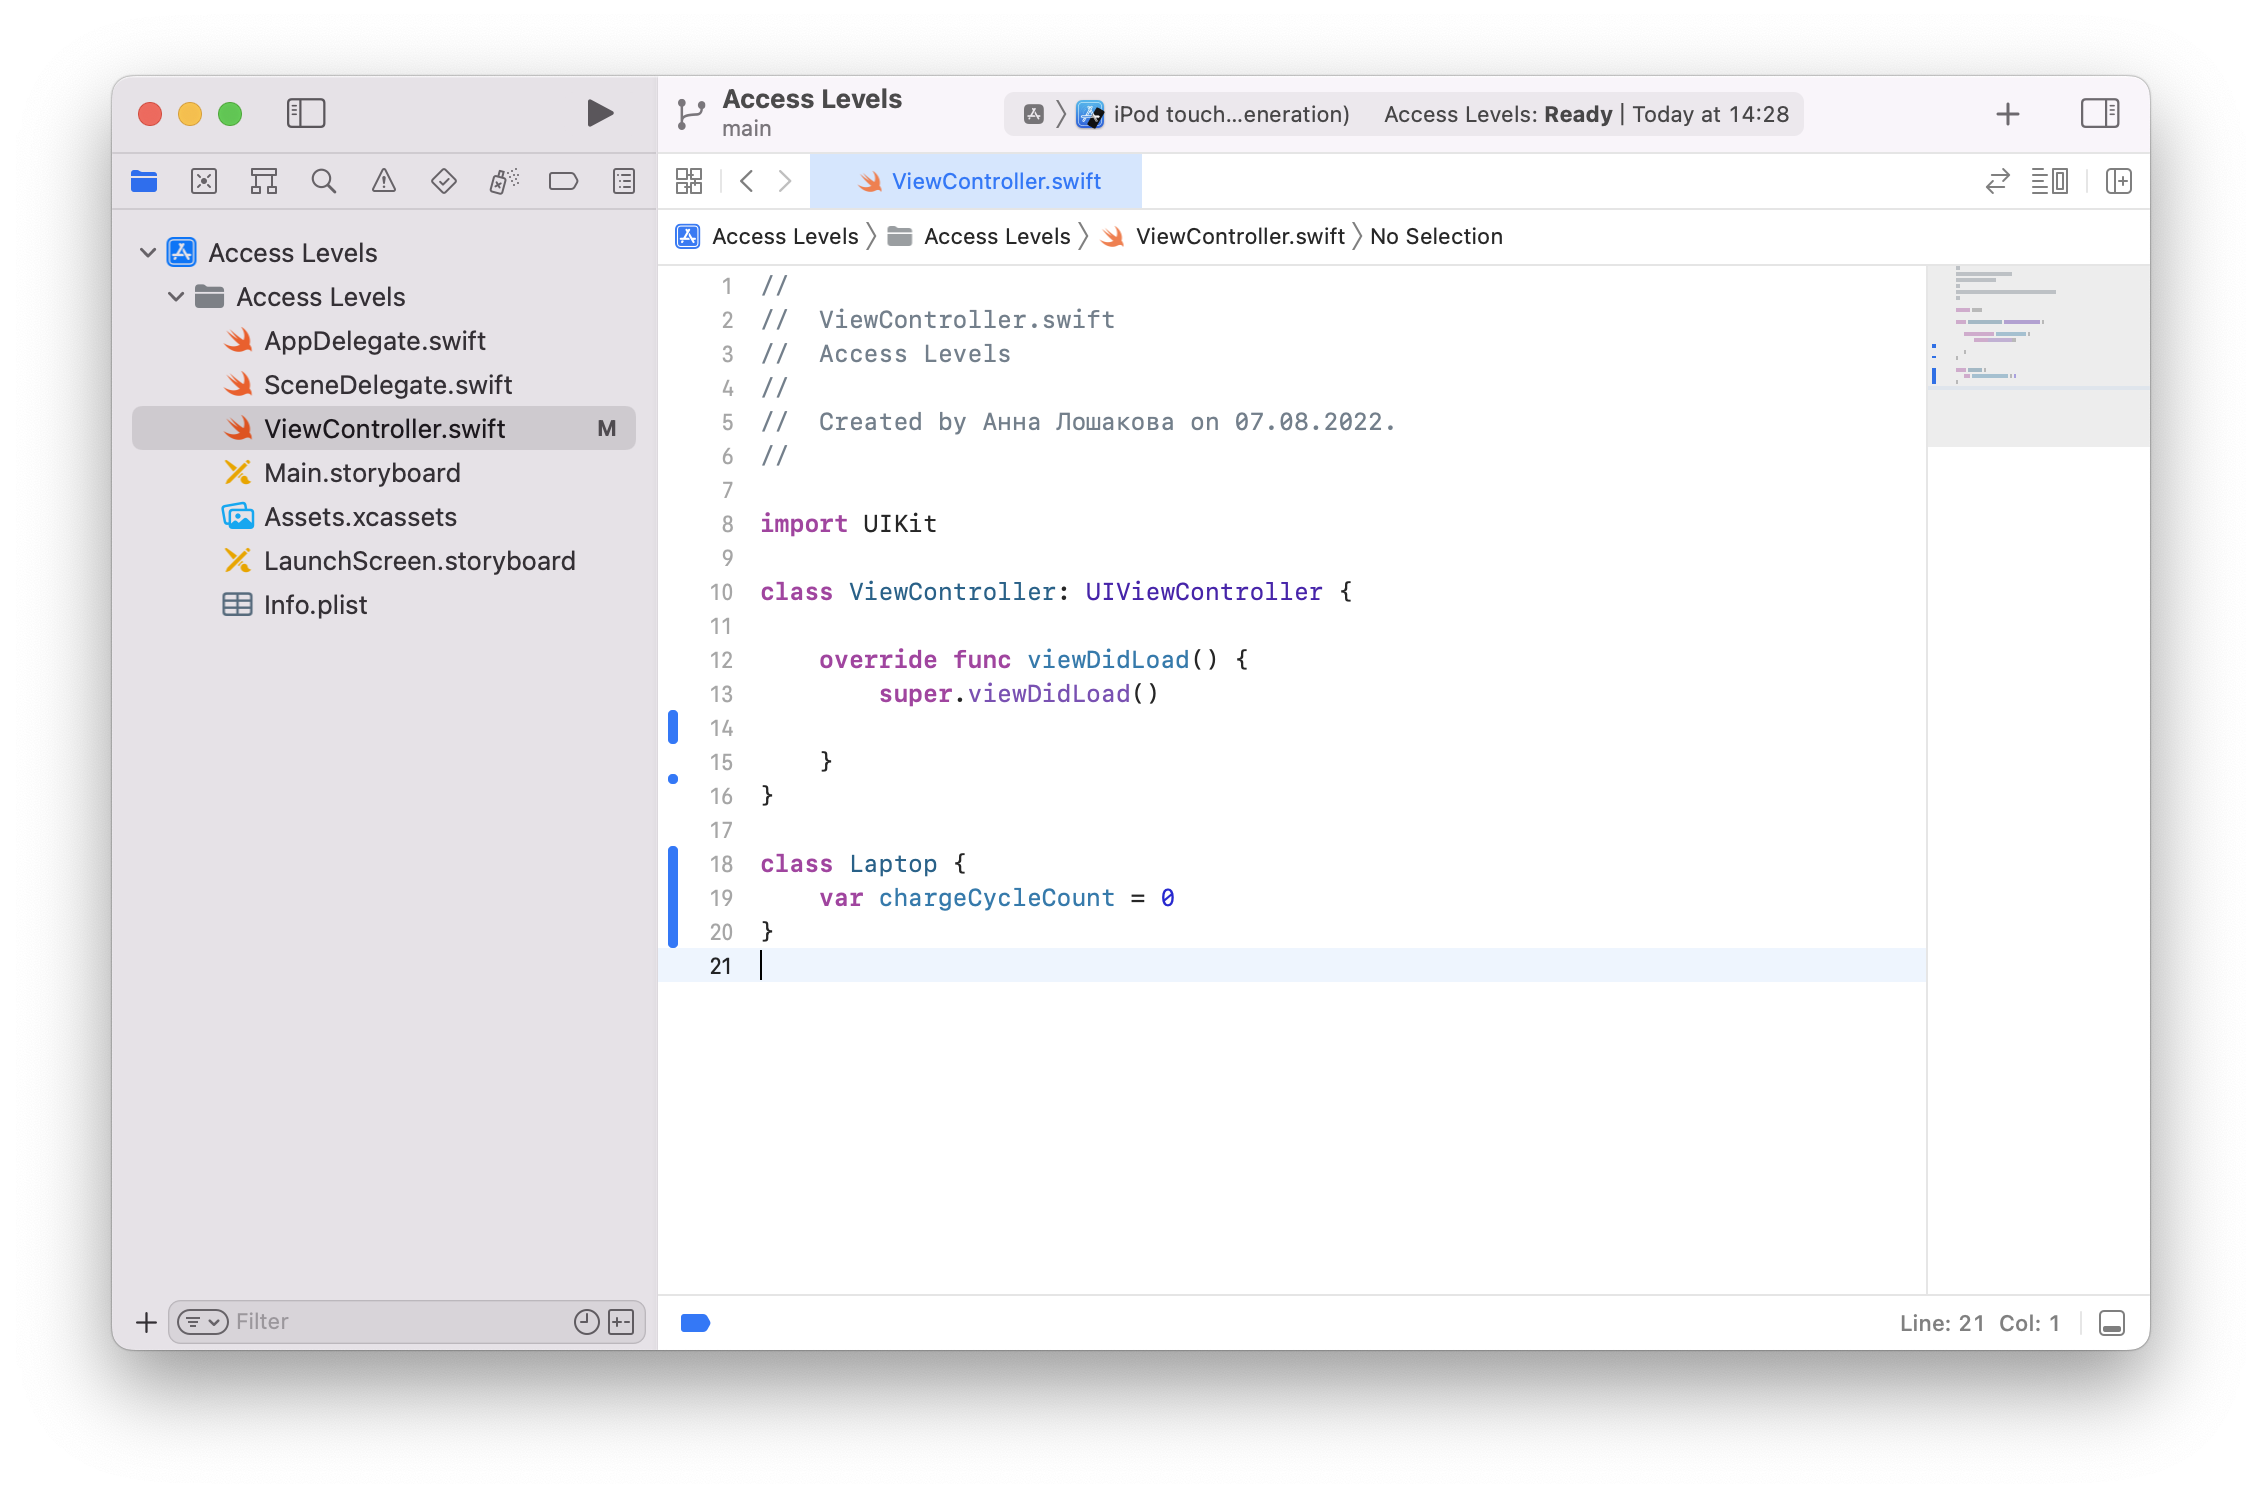 Access Levels
main
iPod touch...eneration)
Access Levels: Ready | Today at 14:28
ViewController.swift
Access Levels
Access Levels
ViewController.swift
No Selection
Access Levels
Access Levels
AppDelegate.swift
SceneDelegate.swift
ViewController.swift M
Main.storyboard
Assets.xcassets
LaunchScreen.storyboard
Info.plist
Filter
1 //
2 //  ViewController.swift
3 //  Access Levels
4 //
5 //  Created by Анна Лошакова on 07.08.2022.
6 //
7
8 import UIKit
9
10 class ViewController: UIViewController {
11
12     override func viewDidLoad() {
13         super.viewDidLoad()
14
15     }
16 }
17
18 class Laptop {
19     var chargeCycleCount = 0
20 }
21
Line: 21 Col: 1